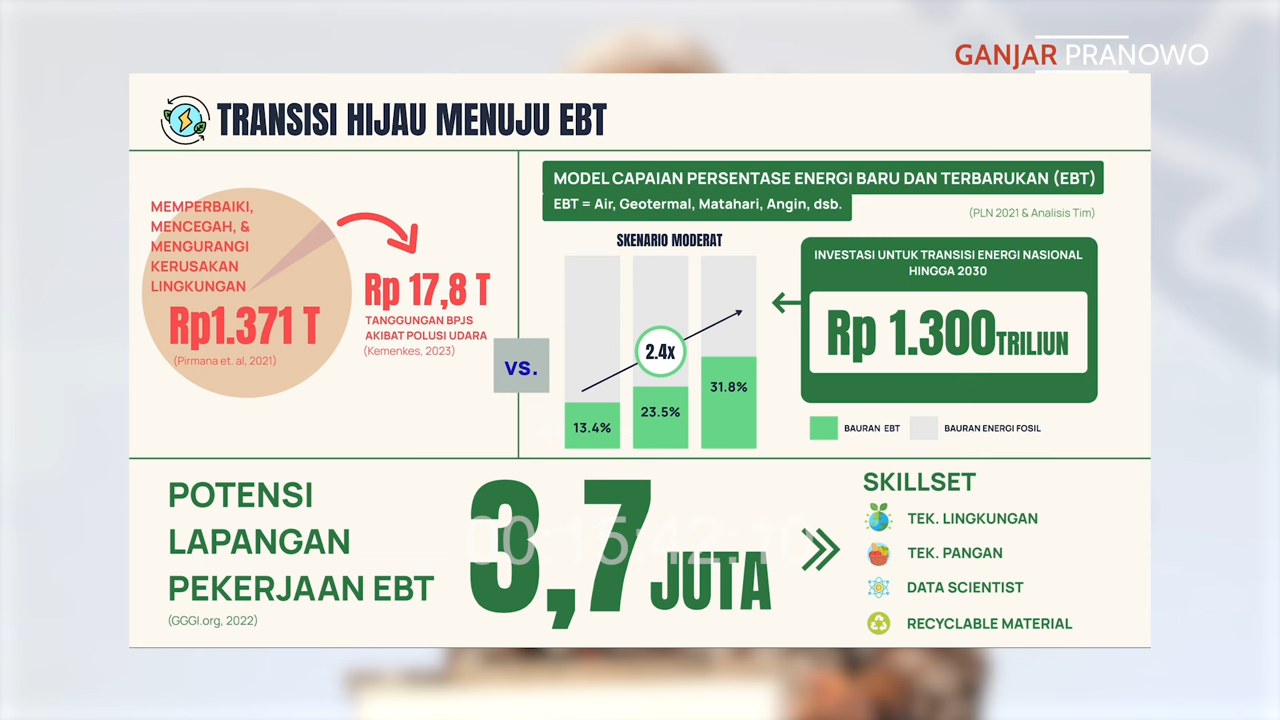 GANJAR PRANOWO
TRANSISI HIJAU MENUJU EBT
MEMPERBAIKI,
MENCEGAH, &
MENGURANGI
KERUSAKAN
LINGKUNGAN
Rp1.371 T
(Pirmana et. al, 2021)
Rp 17,8 T
TANGGUNGAN BPJS
AKIBAT POLUSI UDARA
(Kemenkes, 2023)
VS.
MODEL CAPAIAN PERSENTASE ENERGI BARU DAN TERBARUKAN (EBT)
EBT = Air, Geotermal, Matahari, Angin, dsb.
(PLN 2021 & Analisis Tim)
SKENARIO MODERAT
2.4x
13.4%
23.5%
31.8%
INVESTASI UNTUK TRANSISI ENERGI NASIONAL
HINGGA 2030
Rp 1.300 TRILIUN
BAURAN EBT
BAURAN ENERGI FOSIL
POTENSI
LAPANGAN
PEKERJAAN EBT
(GGGI.org, 2022)
3,7 JUTA
SKILLSET
TEK. LINGKUNGAN
TEK. PANGAN
DATA SCIENTIST
RECYCLABLE MATERIAL